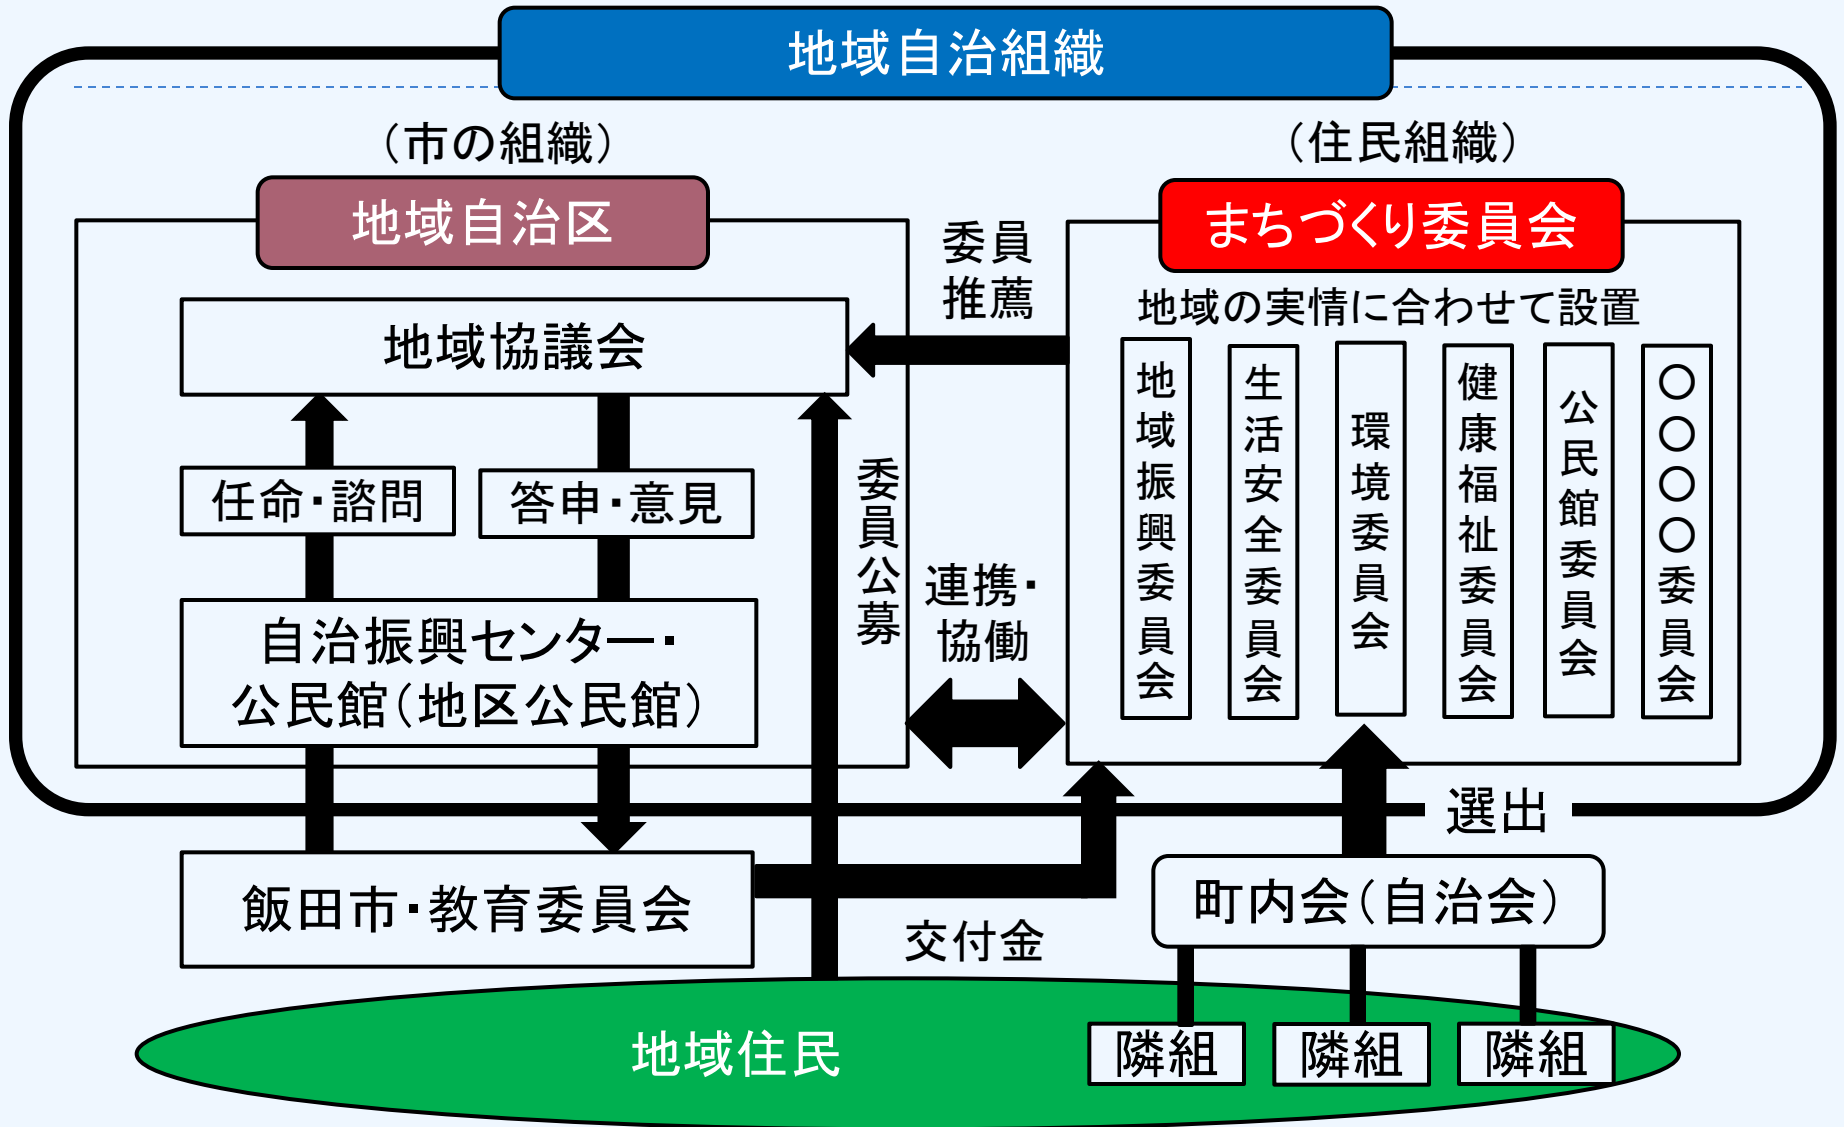 地域自治組織
（市の組織）
（住民組織）
地域自治区
まちづくり委員会
委員
推薦
地域の実情に合わせて設置
地域協議会
地域振興委員会
生活安全委員会
環境委員会
健康福祉委員会
公民館委員会
〇〇〇〇委員会
任命・諮問
答申・意見
委員公募
連携・
協働
自治振興センター・
公民館（地区公民館）
選出
飯田市・教育委員会
町内会（自治会）
交付金
地域住民
隣組
隣組
隣組